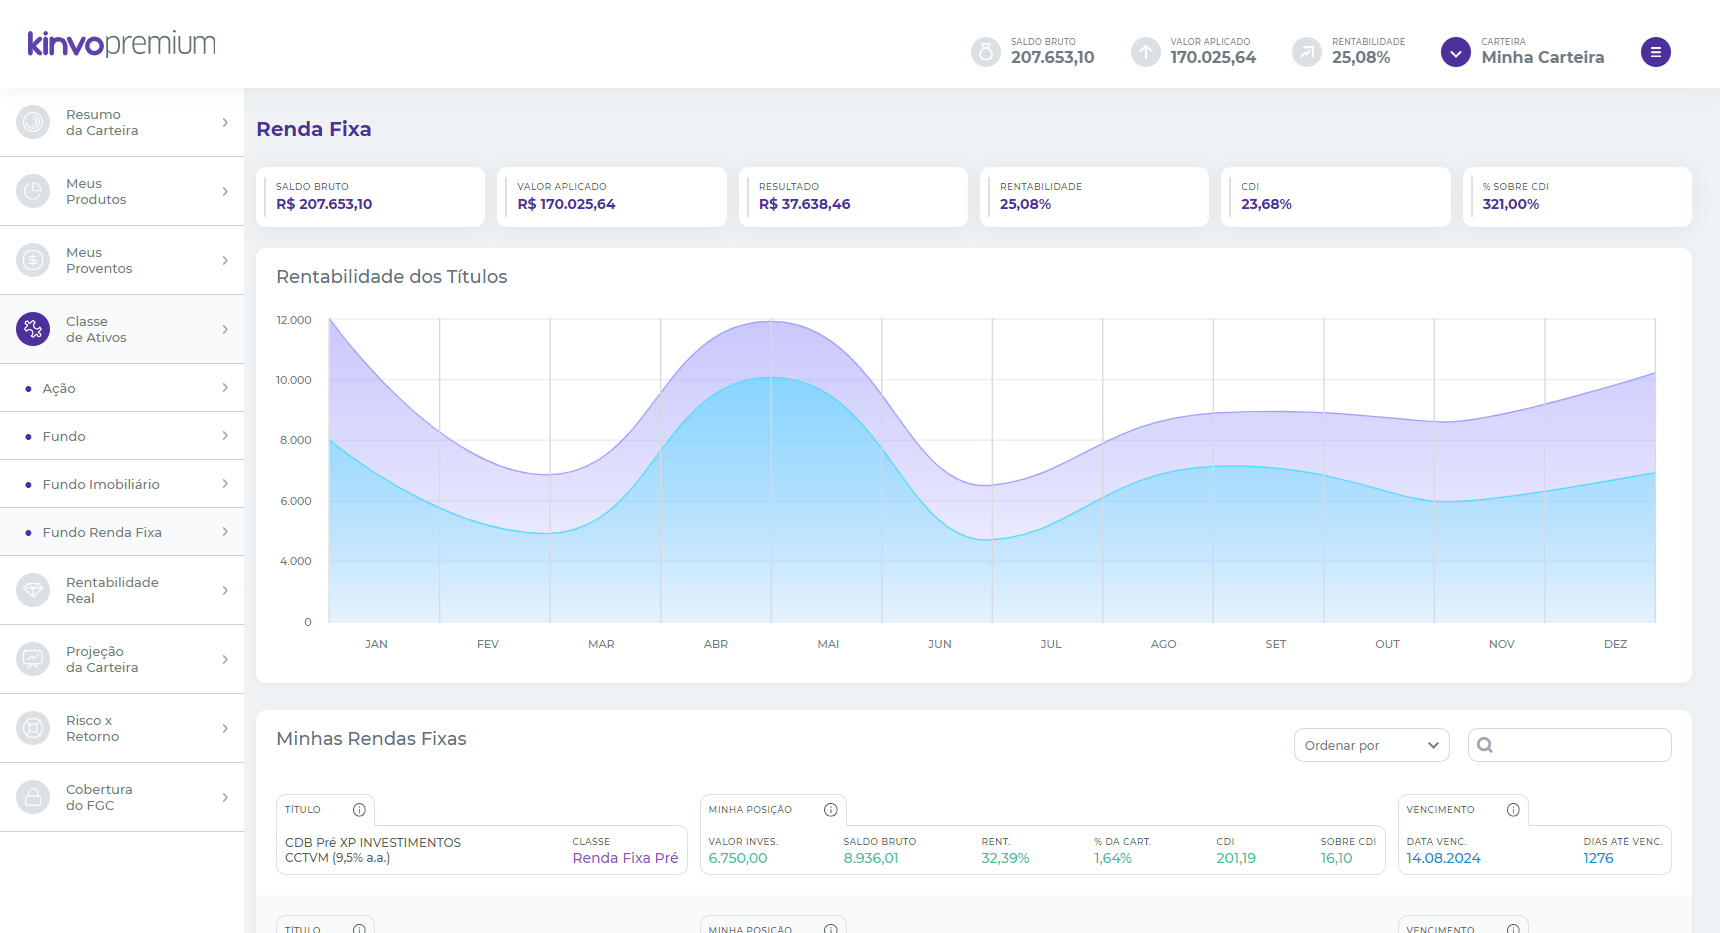 kinvopremium
SALDO BRUTO
207.653,10
VALOR APLICADO
170.025,64
RENTABILIDADE
25,08%
CARTEIRA
Minha Carteira
Resumo
da Carteira
Meus
Produtos
Meus
Proventos
Classe
de Ativos
Ação
Fundo
Fundo Imobiliário
Fundo Renda Fixa
Rentabilidade
Real
Projeção
da Carteira
Risco x
Retorno
Cobertura
do FGC
Renda Fixa
SALDO BRUTO
R$ 207.653,10
VALOR APLICADO
R$ 170.025,64
RESULTADO
R$ 37.638,46
RENTABILIDADE
25,08%
CDI
23,68%
% SOBRE CDI
321,00%
Rentabilidade dos Títulos
12.000
10.000
8.000
6.000
4.000
0
JAN FEV MAR ABR MAI JUN JUL AGO SET OUT NOV DEZ
Minhas Rendas Fixas
Ordenar por
TÍTULO
CDB Pré XP INVESTIMENTOS
CCTVM (9,5% a.a.)
CLASSE
Renda Fixa Pré
MINHA POSIÇÃO
VALOR INVES.
6.750,00
SALDO BRUTO
8.936,01
RENT.
32,39%
% DA CART.
1,64%
CDI
201,19
SOBRE CDI
16,10
VENCIMENTO
DATA VENC.
14.08.2024
DIAS ATÉ VENC.
1276
TÍTULO
MINHA POSIÇÃO
VENCIMENTO